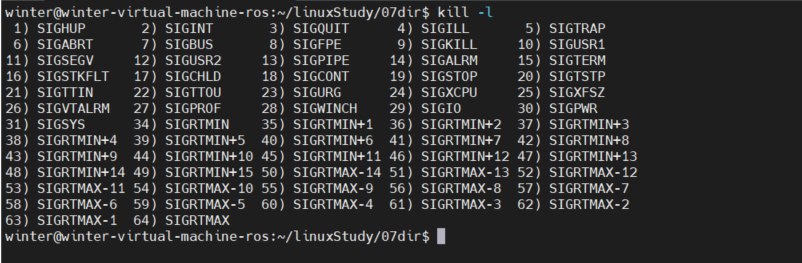 winter@winter-virtual-machine-ros:~/linuxStudy/07dir$ kill -l
 1) SIGHUP       2) SIGINT       3) SIGQUIT      4) SIGILL       5) SIGTRAP
 6) SIGABRT      7) SIGBUS       8) SIGFPE       9) SIGKILL     10) SIGUSR1
11) SIGSEGV     12) SIGUSR2     13) SIGPIPE     14) SIGALRM     15) SIGTERM
16) SIGSTKFLT   17) SIGCHLD     18) SIGCONT     19) SIGSTOP     20) SIGTSTP
21) SIGTTIN     22) SIGTTOU     23) SIGURG      24) SIGXCPU     25) SIGXFSZ
26) SIGVTALRM   27) SIGPROF     28) SIGWINCH    29) SIGIO       30) SIGPWR
31) SIGSYS      34) SIGRTMIN    35) SIGRTMIN+1  36) SIGRTMIN+2  37) SIGRTMIN+3
38) SIGRTMIN+4  39) SIGRTMIN+5  40) SIGRTMIN+6  41) SIGRTMIN+7  42) SIGRTMIN+8
43) SIGRTMIN+9  44) SIGRTMIN+10 45) SIGRTMIN+11 46) SIGRTMIN+12 47) SIGRTMIN+13
48) SIGRTMIN+14 49) SIGRTMIN+15 50) SIGRTMAX-14 51) SIGRTMAX-13 52) SIGRTMAX-12
53) SIGRTMAX-11 54) SIGRTMAX-10 55) SIGRTMAX-9  56) SIGRTMAX-8  57) SIGRTMAX-7
58) SIGRTMAX-6  59) SIGRTMAX-5  60) SIGRTMAX-4  61) SIGRTMAX-3  62) SIGRTMAX-2
63) SIGRTMAX-1  64) SIGRTMAX
winter@winter-virtual-machine-ros:~/linuxStudy/07dir$